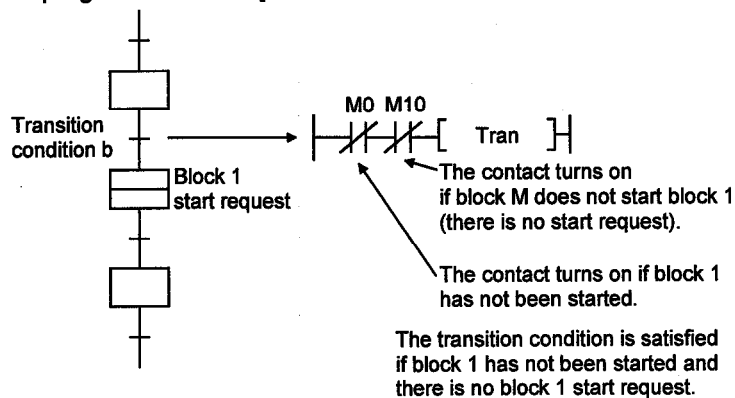 M0 M10
Transition
condition b
Tran
Block 1
start request
The contact turns on
if block M does not start block 1
(there is no start request).
The contact turns on if block 1
has not been started.
The transition condition is satisfied
if block 1 has not been started and
there is no block 1 start request.